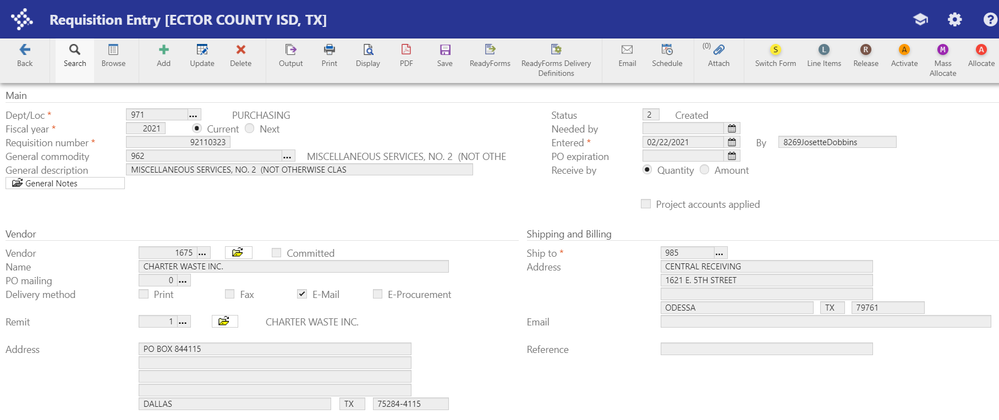 Requisition Entry [ECTOR COUNTY ISD, TX]
?
Back
Search
Browse
Add
Update
Delete
Output
Print
Display
PDF
Save
ReadyForms
ReadyForms Delivery
Definitions
Email
Schedule
(0)
Attach
S
Switch Form
L
Line Items
R
Release
A
Activate
M
Mass
Allocate
A
Allocate
Main
Dept/Loc * 971 ... PURCHASING
Fiscal year * 2021 Current Next
Requisition number * 92110323
General commodity 962 ... MISCELLANEOUS SERVICES, NO. 2 (NOT OTHE
General description MISCELLANEOUS SERVICES, NO. 2 (NOT OTHERWISE CLAS
General Notes
Status 2 Created
Needed by
Entered * 02/22/2021 By 8269JosetteDobbins
PO expiration
Receive by Quantity Amount
Project accounts applied
Vendor
Vendor 1675 ... Committed
Name CHARTER WASTE INC.
PO mailing 0 ...
Delivery method Print Fax E-Mail E-Procurement
Remit 1 ... CHARTER WASTE INC.
Address PO BOX 844115
DALLAS TX 75284-4115
Shipping and Billing
Ship to * 985 ...
Address CENTRAL RECEIVING
1621 E. 5TH STREET
ODESSA TX 79761
Email
Reference